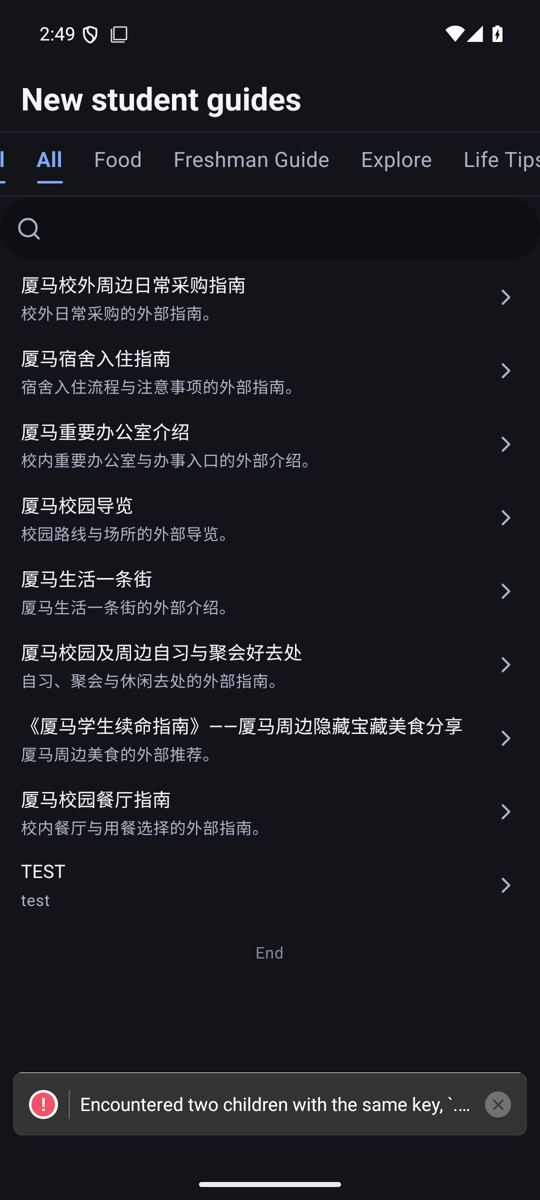 2:49
New student guides
l
All
Food
Freshman Guide
Explore
Life Tips
厦马校外周边日常采购指南
校外日常采购的外部指南。
厦马宿舍入住指南
宿舍入住流程与注意事项的外部指南。
厦马重要办公室介绍
校内重要办公室与办事入口的外部介绍。
厦马校园导览
校园路线与场所的外部导览。
厦马生活一条街
厦马生活一条街的外部介绍。
厦马校园及周边自习与聚会好去处
自习、聚会与休闲去处的外部指南。
《厦马学生续命指南》——厦马周边隐藏宝藏美食分享
厦马周边美食的外部推荐。
厦马校园餐厅指南
校内餐厅与用餐选择的外部指南。
TEST
test
End
Encountered two children with the same key, `....